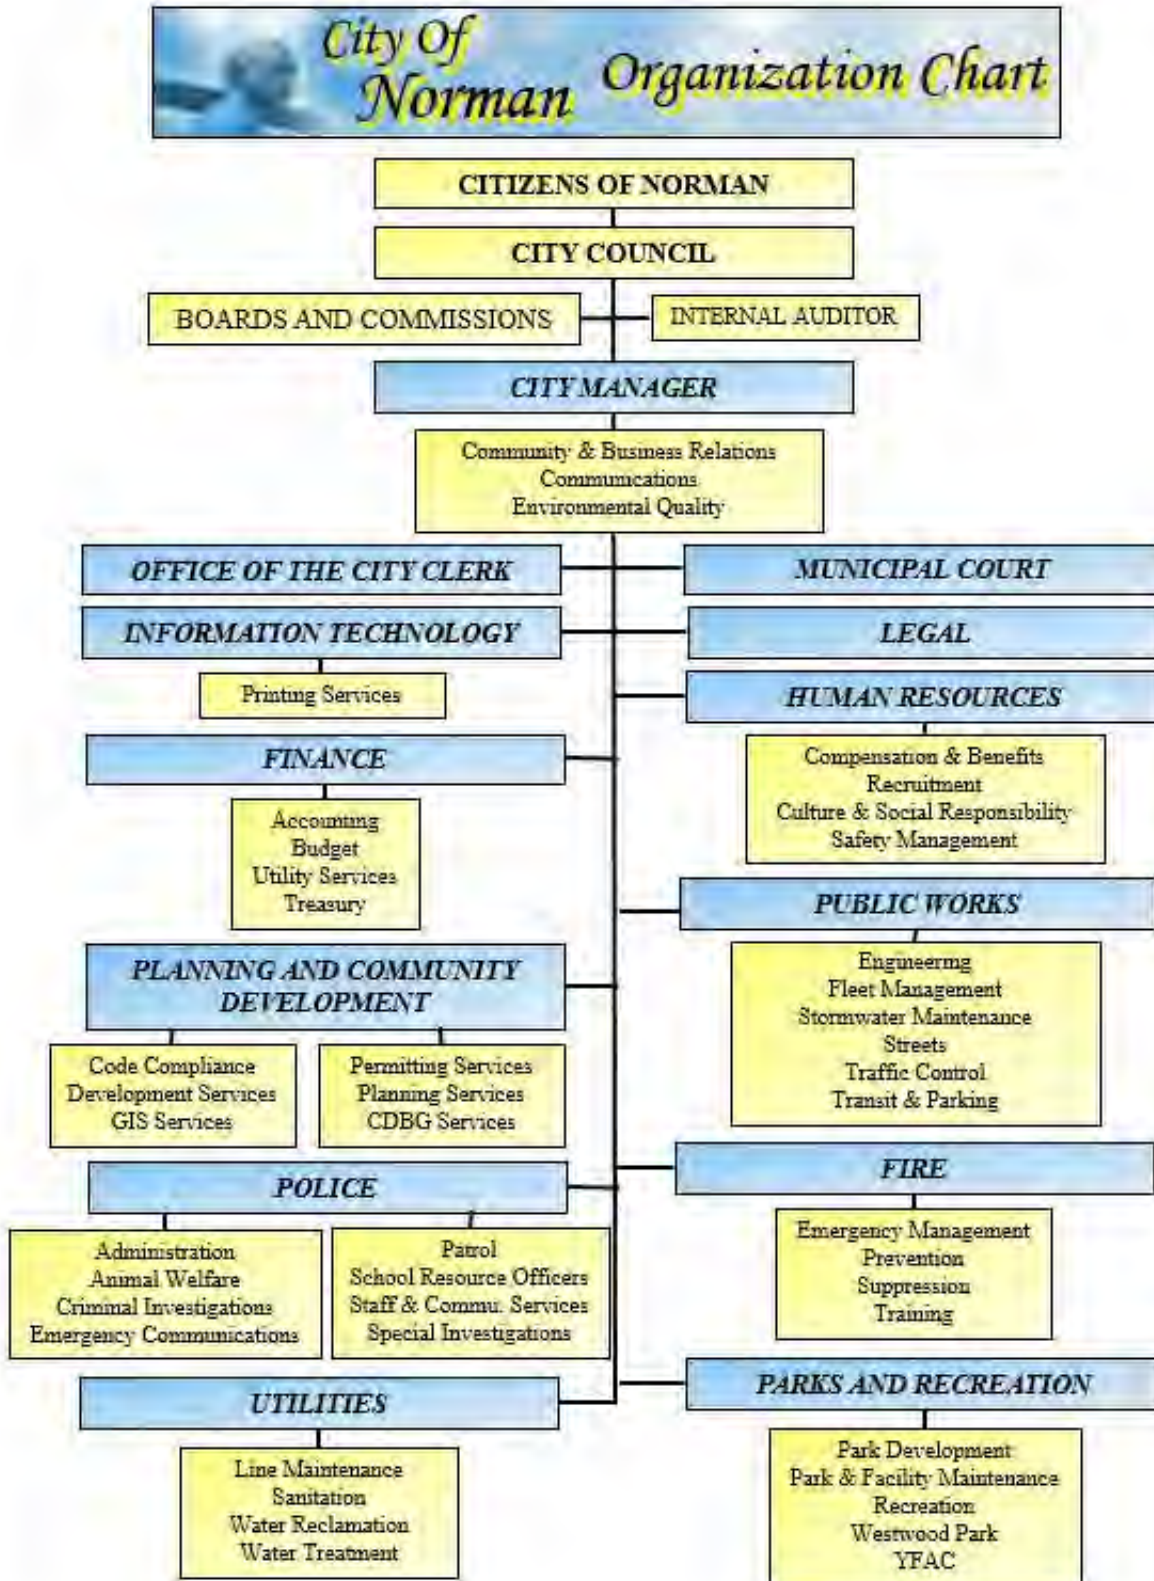 City Of
Norman
Organization Chart
CITIZENS OF NORMAN
CITY COUNCIL
BOARDS AND COMMISSIONS
INTERNAL AUDITOR
CITY MANAGER
Community & Business Relations
Communications
Environmental Quality
OFFICE OF THE CITY CLERK
MUNICIPAL COURT
INFORMATION TECHNOLOGY
LEGAL
Printing Services
HUMAN RESOURCES
Compensation & Benefits
Recruitment
Culture & Social Responsibility
Safety Management
FINANCE
Accounting
Budget
Utility Services
Treasury
PUBLIC WORKS
Engineering
Fleet Management
Stormwater Maintenance
Streets
Traffic Control
Transit & Parking
PLANNING AND COMMUNITY
DEVELOPMENT
Code Compliance
Development Services
GIS Services
Permitting Services
Planning Services
CDBG Services
FIRE
Emergency Management
Prevention
Suppression
Training
POLICE
Administration
Animal Welfare
Criminal Investigations
Emergency Communications
Patrol
School Resource Officers
Staff & Commu. Services
Special Investigations
PARKS AND RECREATION
Park Development
Park & Facility Maintenance
Recreation
Westwood Park
YFAC
UTILITIES
Line Maintenance
Sanitation
Water Reclamation
Water Treatment